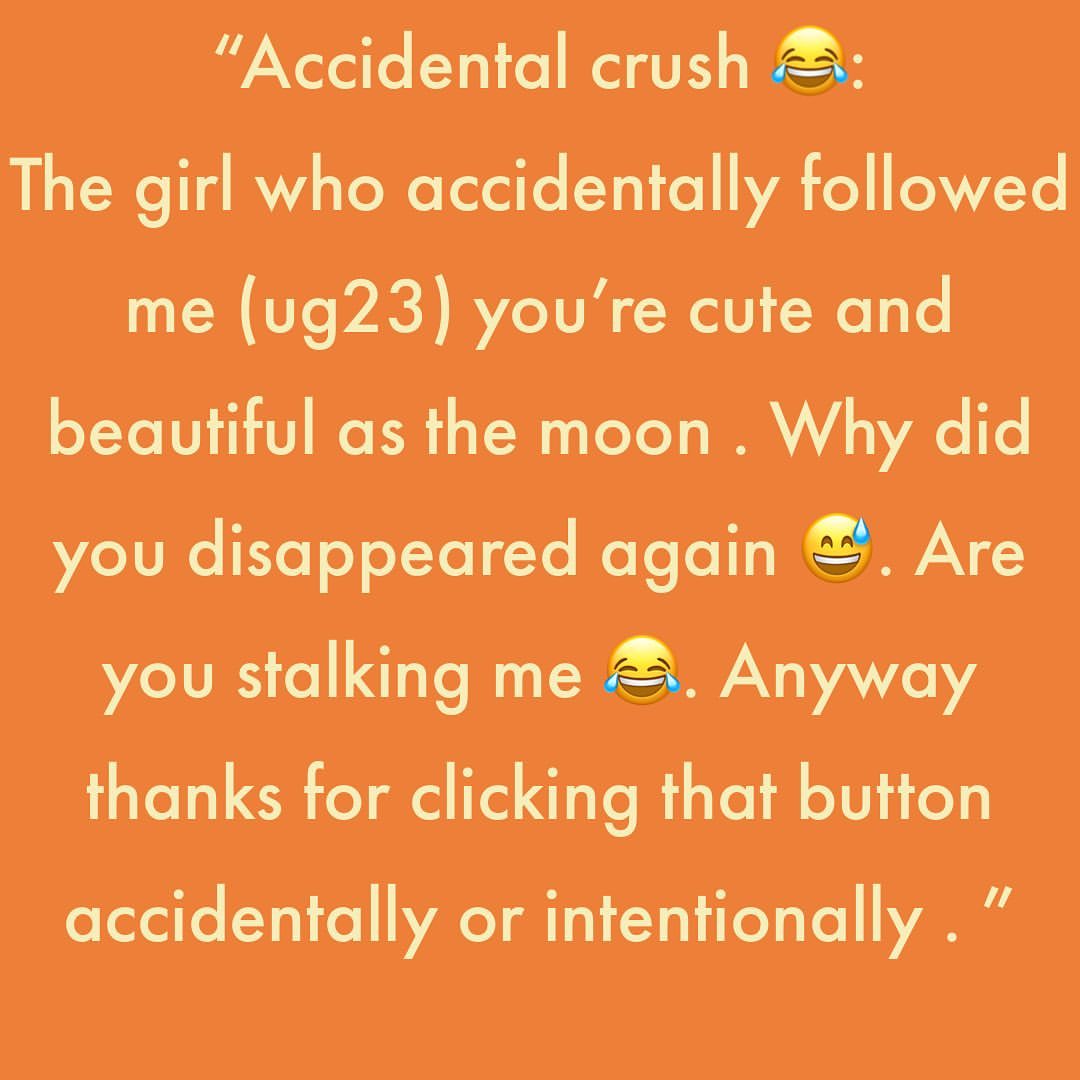 “Accidental crush 😂:
The girl who accidentally followed
me (ug23) you’re cute and
beautiful as the moon . Why did
you disappeared again 😅. Are
you stalking me 😂. Anyway
thanks for clicking that button
accidentally or intentionally . ”